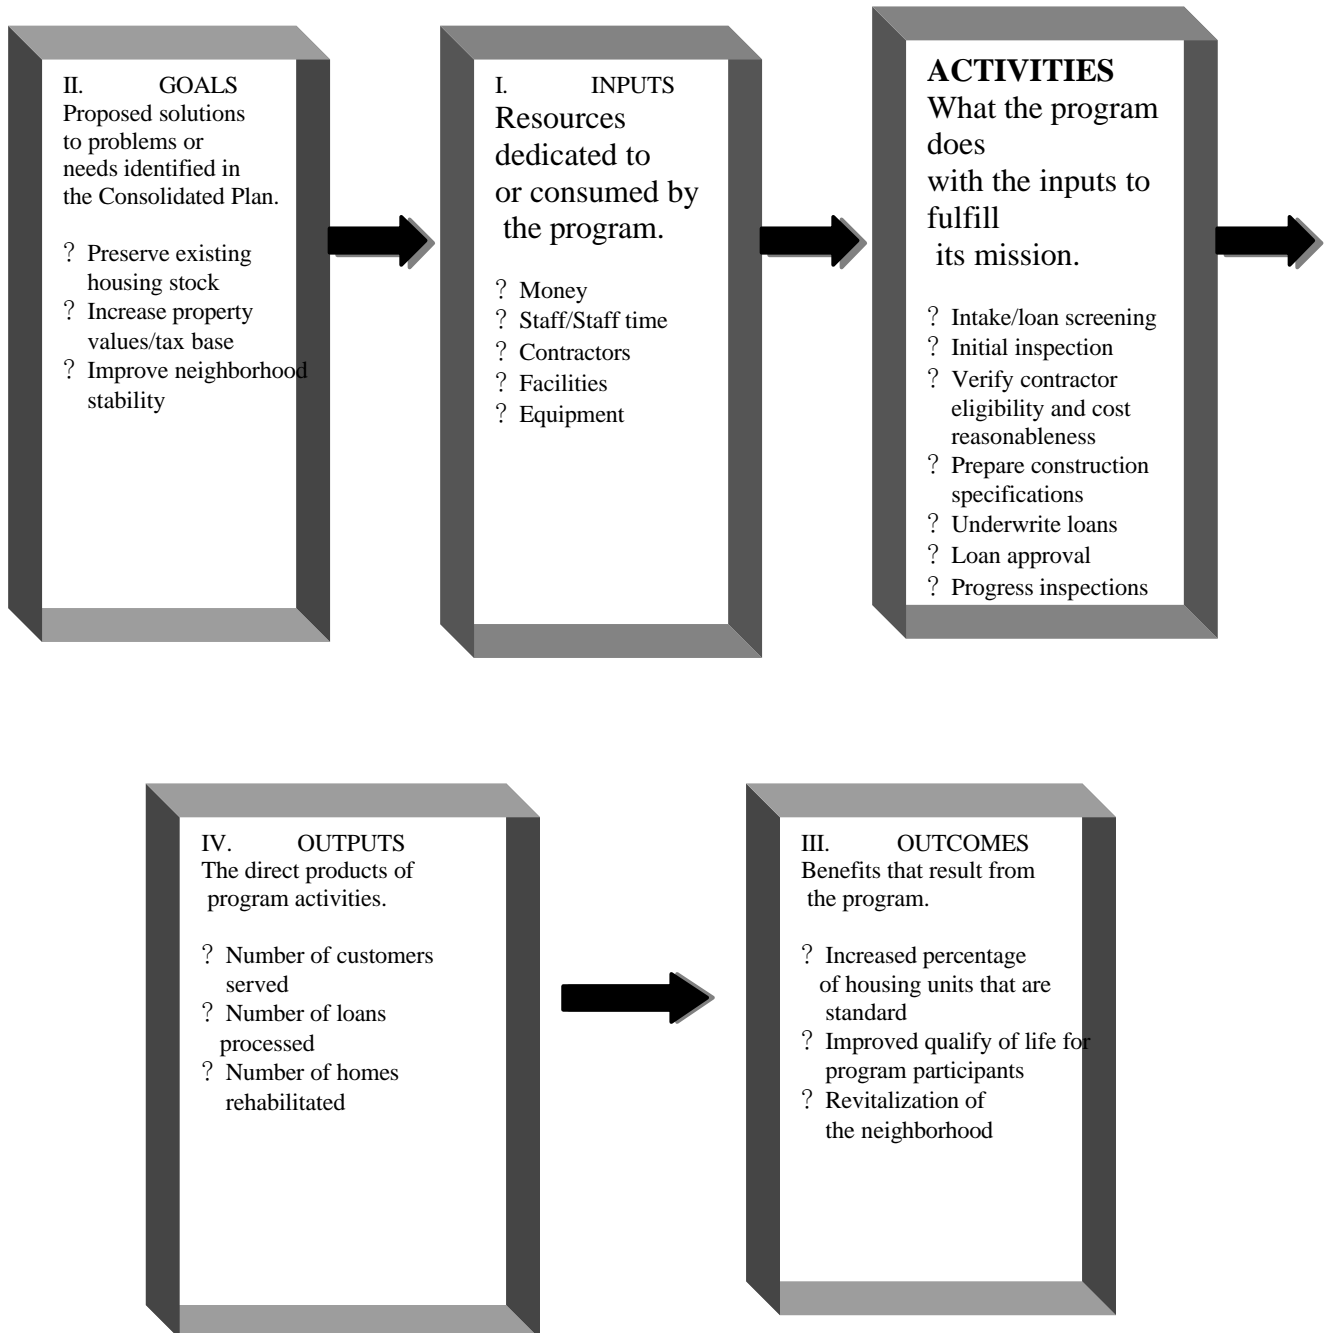 II. GOALS
Proposed solutions
to problems or
needs identified in
the Consolidated Plan.
? Preserve existing
housing stock
? Increase property
values/tax base
? Improve neighborhood
stability
I. INPUTS
Resources
dedicated to
or consumed by
the program.
? Money
? Staff/Staff time
? Contractors
? Facilities
? Equipment
ACTIVITIES
What the program
does
with the inputs to
fulfill
its mission.
? Intake/loan screening
? Initial inspection
? Verify contractor
eligibility and cost
reasonableness
? Prepare construction
specifications
? Underwrite loans
? Loan approval
? Progress inspections
IV. OUTPUTS
The direct products of
program activities.
? Number of customers
served
? Number of loans
processed
? Number of homes
rehabilitated
III. OUTCOMES
Benefits that result from
the program.
? Increased percentage
of housing units that are
standard
? Improved qualify of life for
program participants
? Revitalization of
the neighborhood